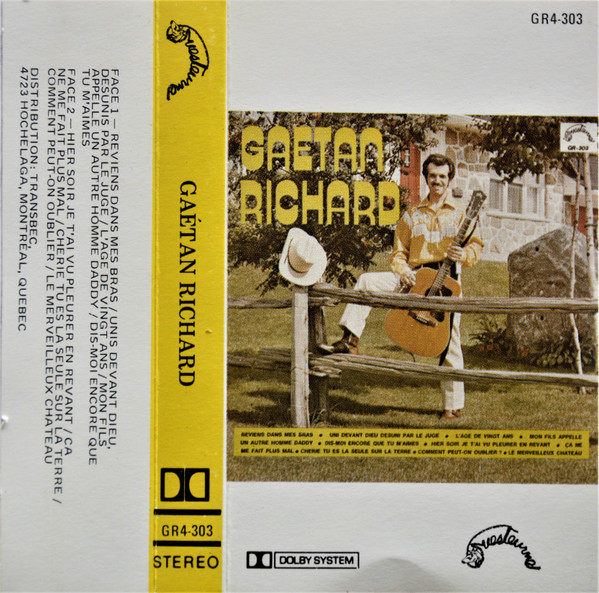 FACE 1 — REVIENS DANS MES BRAS / UNIS DEVANT DIEU,
DESUNIS PAR LE JUGE / L'AGE DE VINGT ANS / MON FILS
APPELLE UN AUTRE HOMME DADDY / DIS-MOI ENCORE QUE
TU M'AIMES
FACE 2 — HIER SOIR JE T'AI VU PLEURER EN REVANT / ÇA
NE ME FAIT PLUS MAL / CHERIE TU ES LA SEULE SUR LA TERRE /
COMMENT PEUT-ON OUBLIER / LE MERVEILLEUX CHATEAU
DISTRIBUTION: TRANSBEC,
4723 HOCHELAGA, MONTREAL, QUEBEC
GAÉTAN RICHARD
GR4-303
STEREO
GR4-303
GAETAN
RICHARD
GR-303
REVIENS DANS MES BRAS • UNI DEVANT DIEU DESUNI PAR LE JUGE • L'AGE DE VINGT ANS • MON FILS APPELLE
UN AUTRE HOMME DADDY • DIS-MOI ENCORE QUE TU M'AIMES • HIER SOIR JE T'AI VU PLEURER EN REVANT • ÇA NE
ME FAIT PLUS MAL • CHERIE TU ES LA SEULE SUR LA TERRE • COMMENT PEUT-ON OUBLIER ? • LE MERVEILLEUX CHATEAU
DOLBY SYSTEM